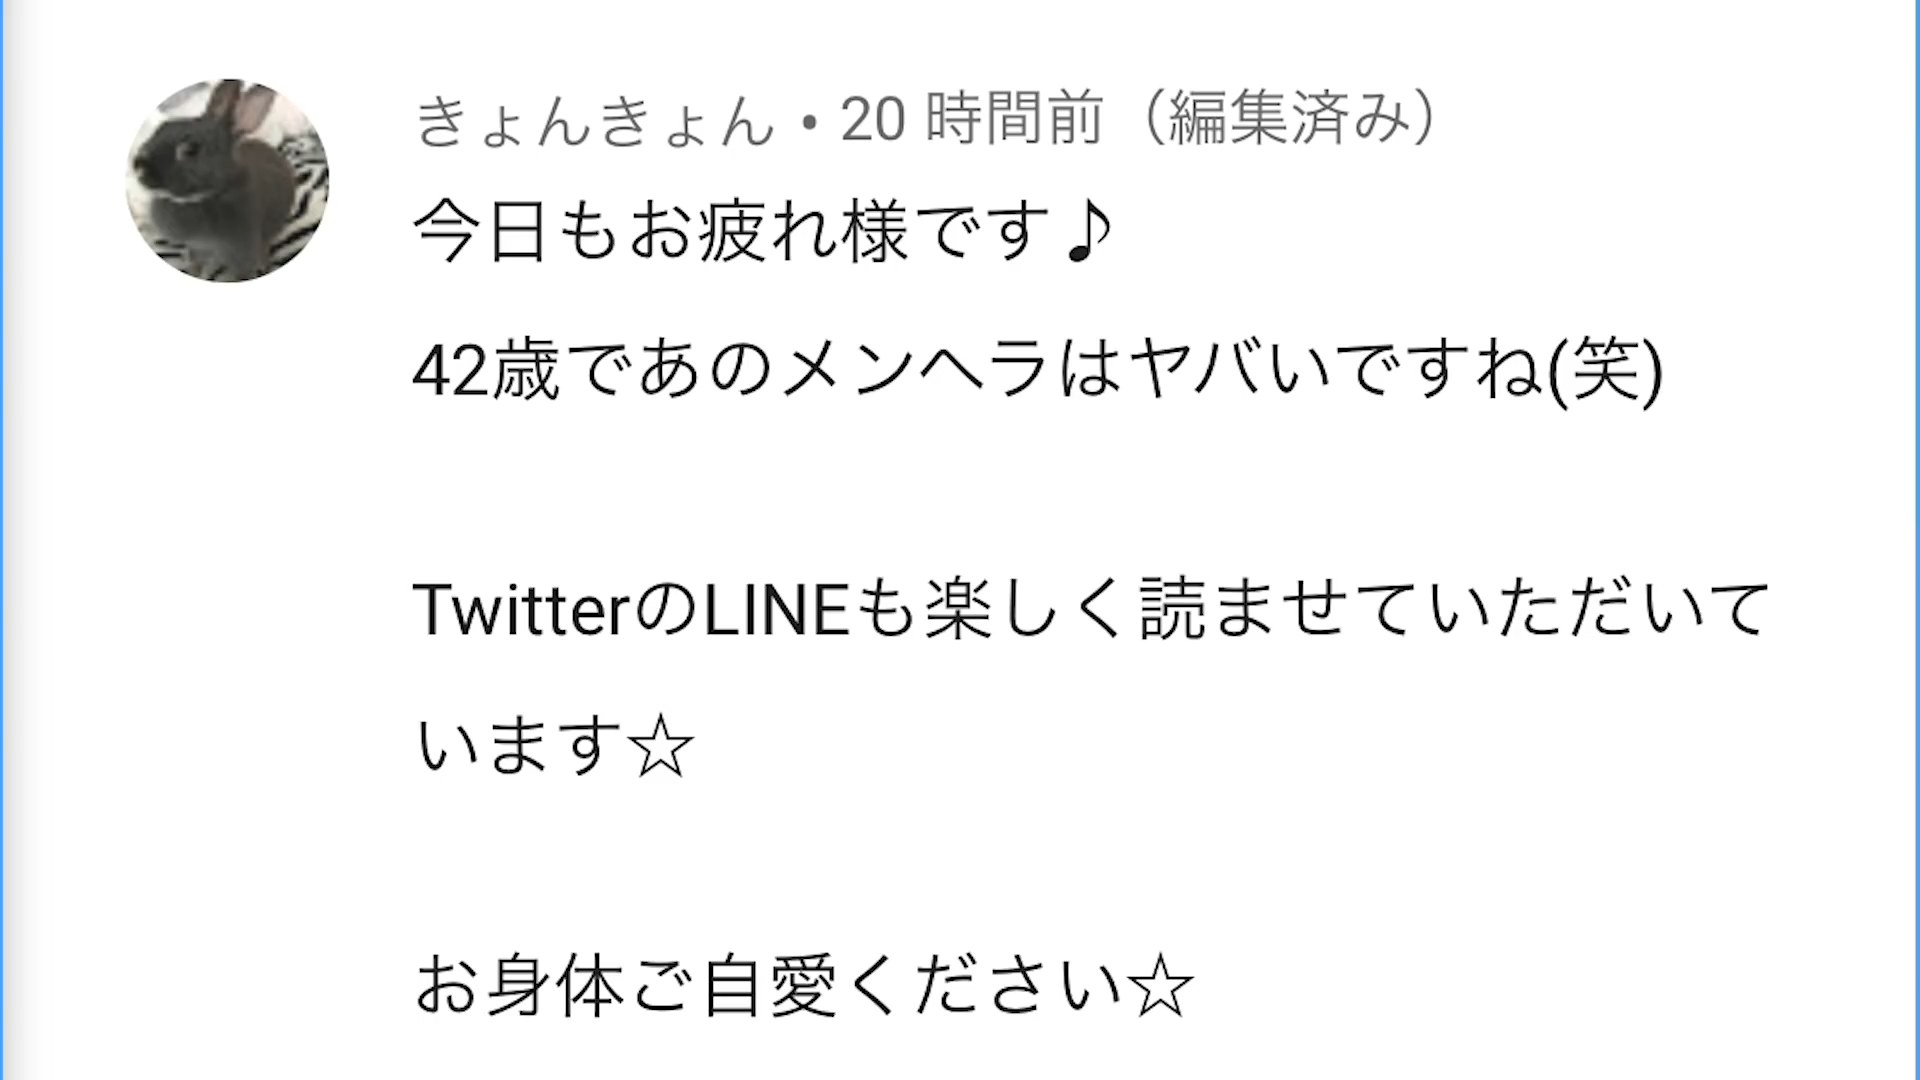 きょんきょん・20 時間前（編集済み）
今日もお疲れ様です♪
42歳であのメンヘラはヤバいですね(笑)
TwitterのLINEも楽しく読ませていただいて
います☆
お身体ご自愛ください☆